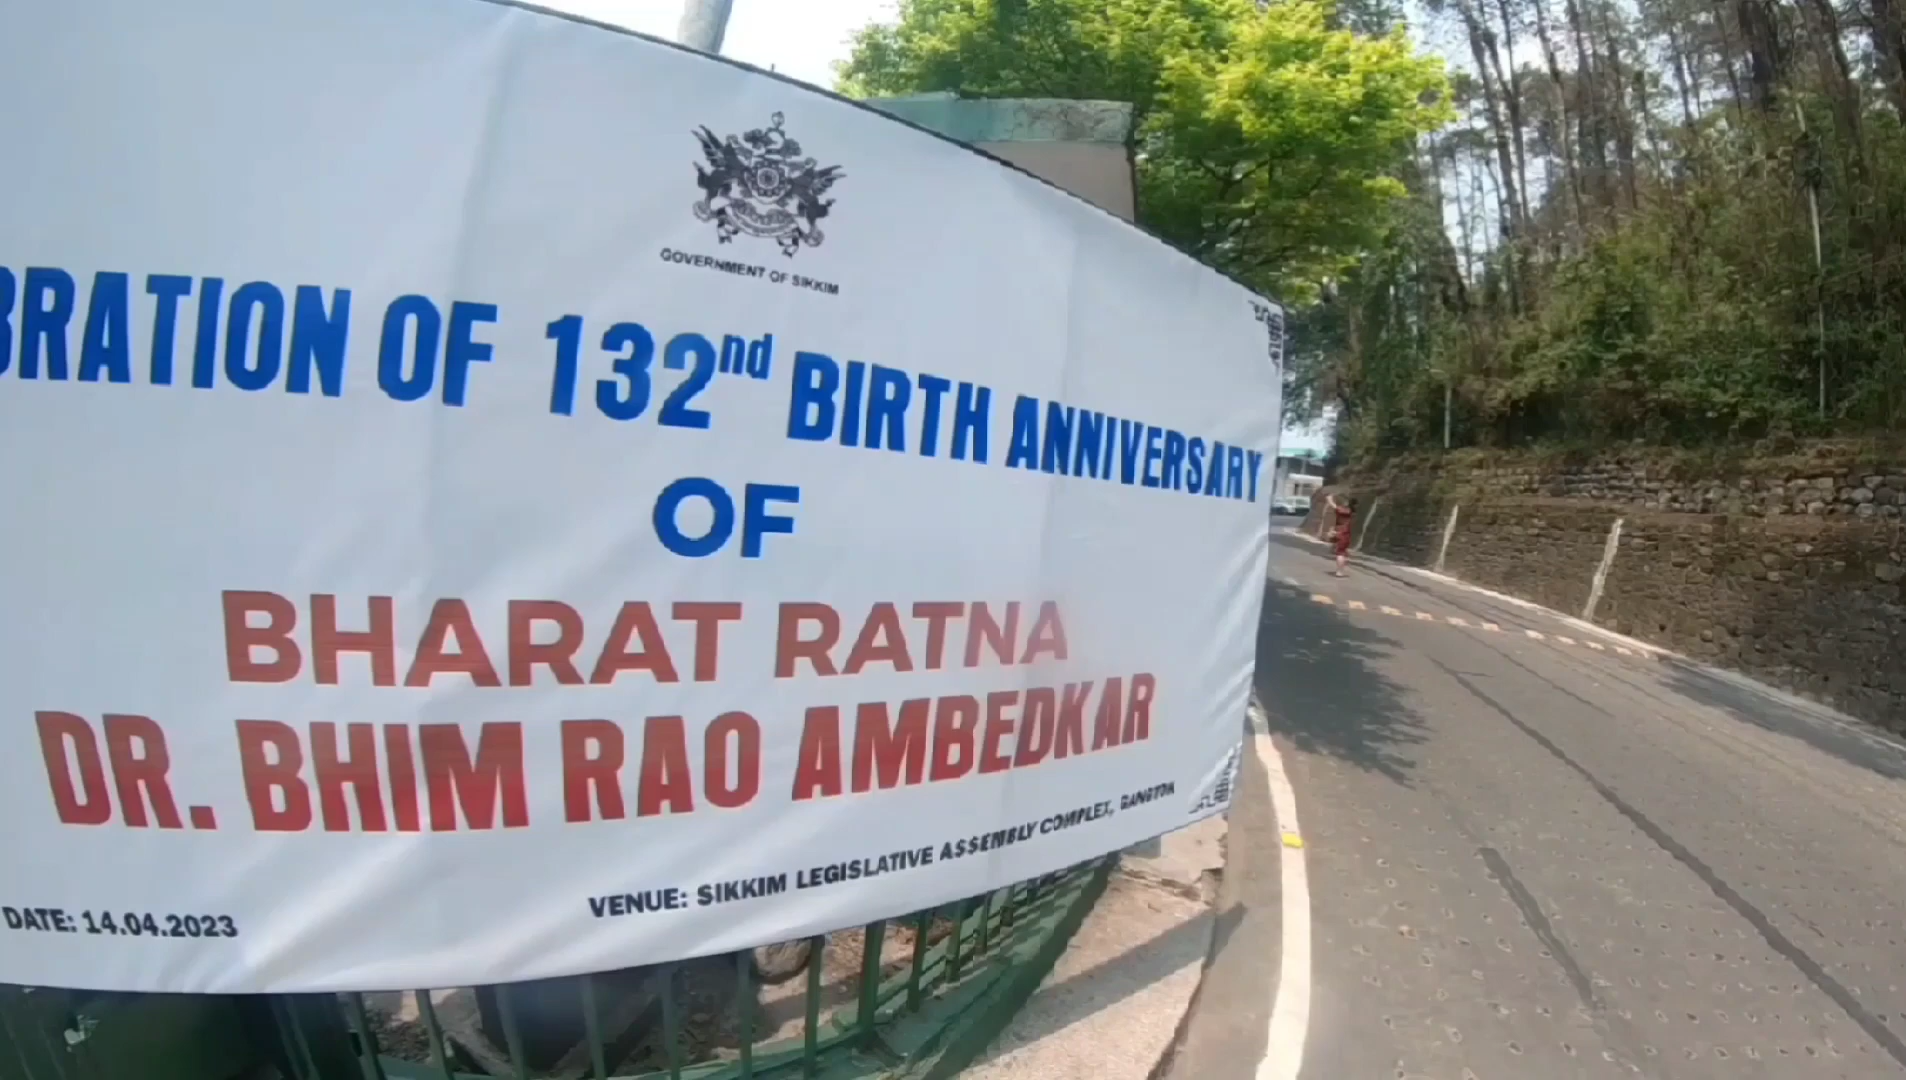 GOVERNMENT OF SIKKIM
BRATION OF 132nd BIRTH ANNIVERSARY
OF
BHARAT RATNA
DR. BHIM RAO AMBEDKAR
VENUE: SIKKIM LEGISLATIVE ASSEMBLY COMPLEX, GANGTOK
DATE: 14.04.2023